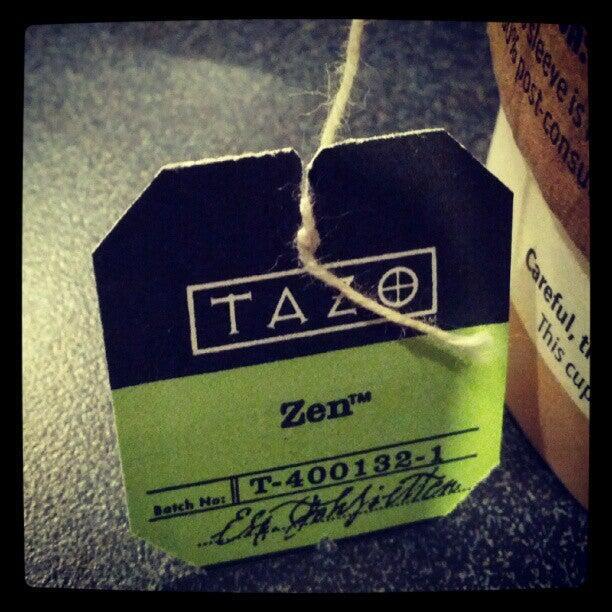 TAZO
Zen™
Batch No: T-400132-1
sleeve is
% post-consu
Careful, t
This cup